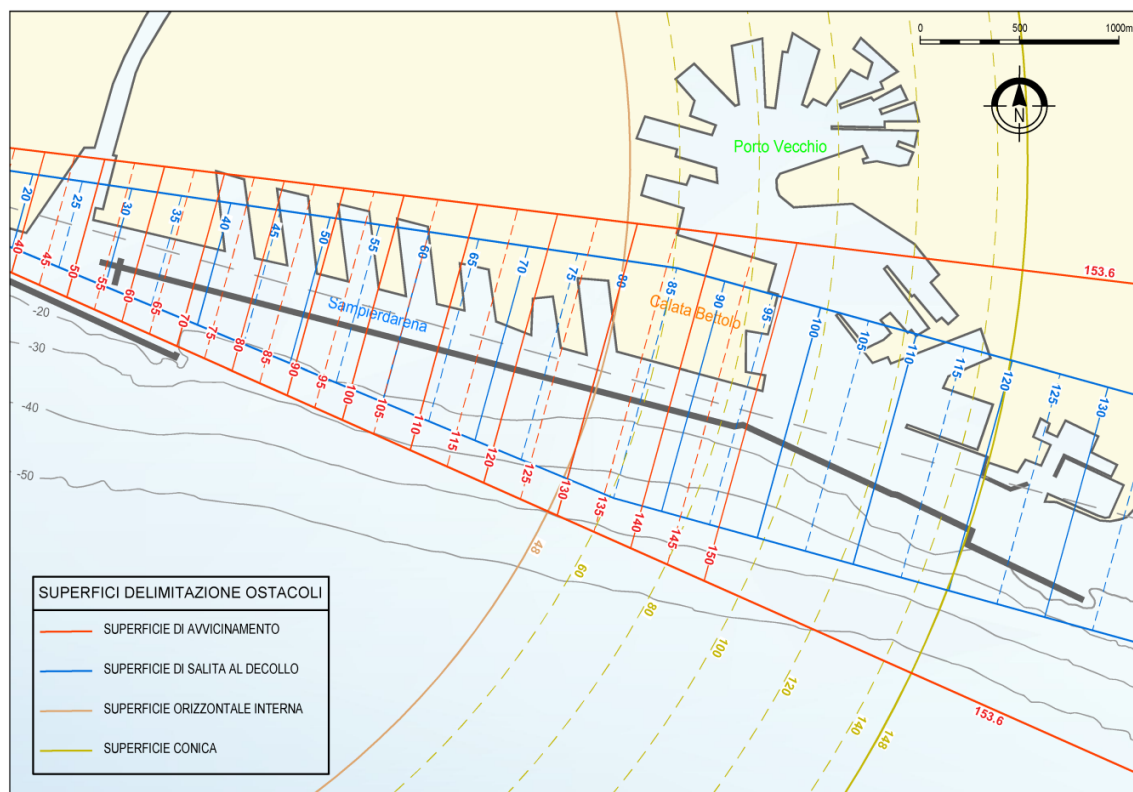 0 500 1000m
N
Porto Vecchio
20 25 30 35 40 45 50 55 60 65 70 75 80 85 90 95 100 105 110 115 120 125 130
153.6
Calata Bettolo
Sampierdarena
40 45 50 55 60 65 70 75 80 85 90 95 100 105 110 115 120 125 130 135 140 145 150
153.6
-20
-30
-40
-50
48 60 80 100 120 140 148
SUPERFICI DELIMITAZIONE OSTACOLI
SUPERFICIE DI AVVICINAMENTO
SUPERFICIE DI SALITA AL DECOLLO
SUPERFICIE ORIZZONTALE INTERNA
SUPERFICIE CONICA